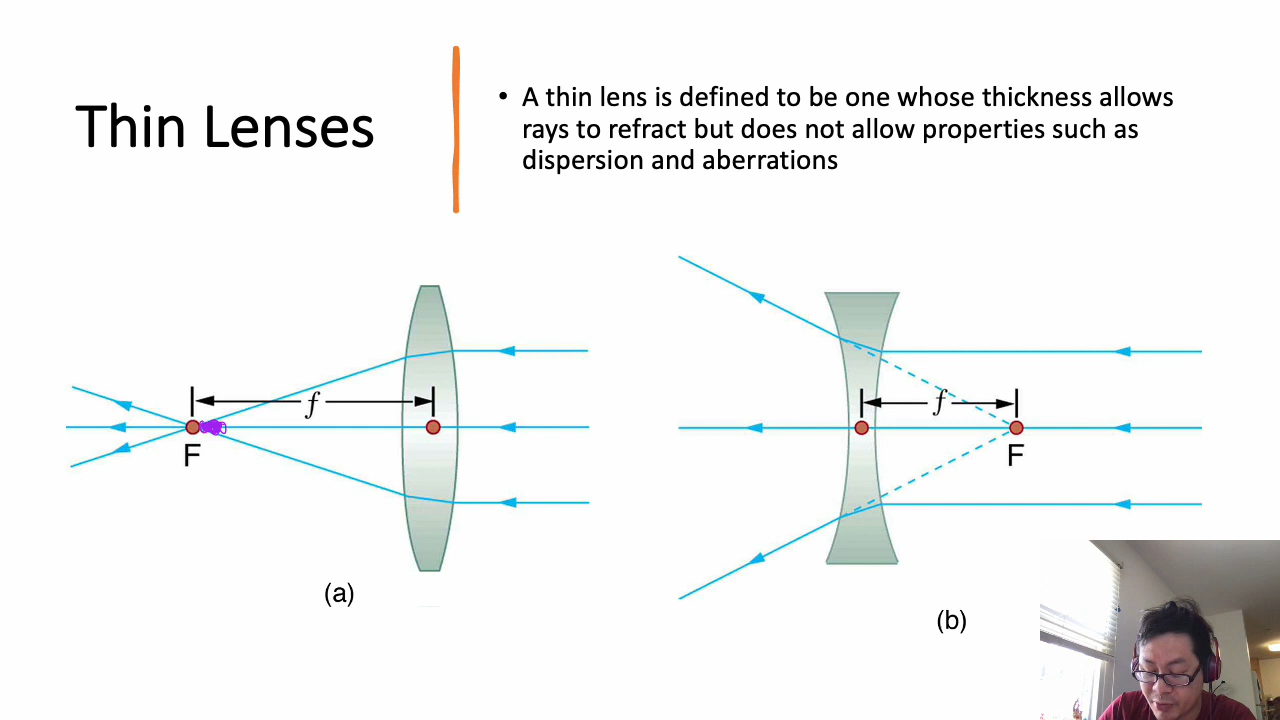 Thin Lenses
• A thin lens is defined to be one whose thickness allows
rays to refract but does not allow properties such as
dispersion and aberrations
f
F
(a)
f
F
(b)